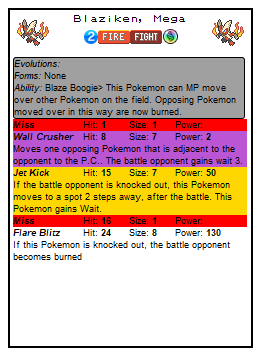 Blaziken, Mega
2 FIRE FIGHT
Evolutions:
Forms: None
Ability: Blaze Boogie> This Pokemon can MP move
over other Pokemon on the field. Opposing Pokemon
moved over in this way are now burned.
Miss Hit: 1 Size: 1 Power:
Wall Crusher Hit: 8 Size: 7 Power: 2
Moves one opposing Pokemon that is adjacent to the
opponent to the P.C.. The battle opponent gains wait 3.
Jet Kick Hit: 15 Size: 7 Power: 50
If the battle opponent is knocked out, this Pokemon
moves to a spot 2 steps away, after the battle. This
Pokemon gains Wait.
Miss Hit: 16 Size: 1 Power:
Flare Blitz Hit: 24 Size: 8 Power: 130
If this Pokemon is knocked out, the battle opponent
becomes burned